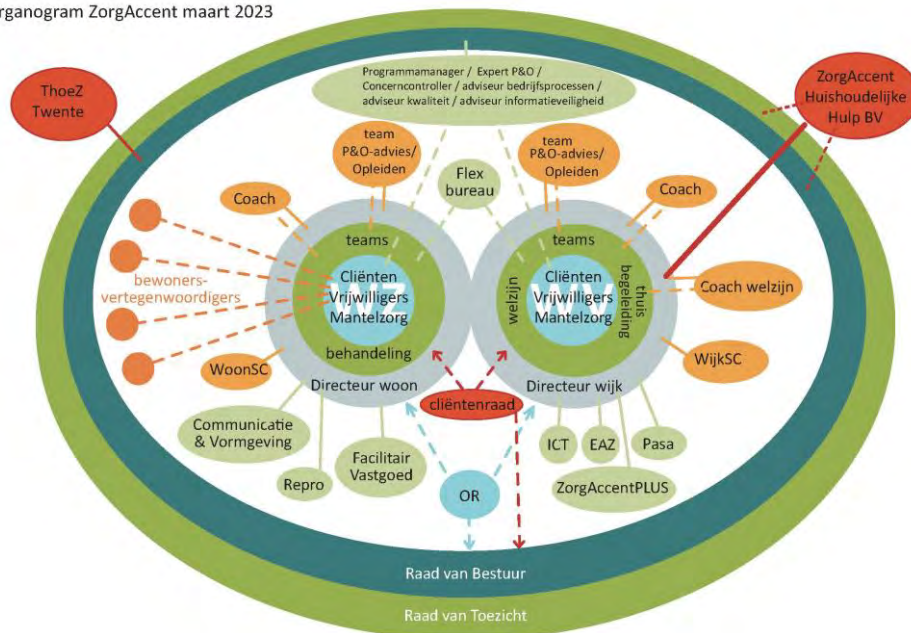 rganogram ZorgAccent maart 2023
ThoeZ
Twente
Programmamanager / Expert P&O /
Concerncontroller / adviseur bedrijfsprocessen /
adviseur kwaliteit / adviseur informatieveiligheid
ZorgAccent
Huishoudelijke
Hulp BV
team
P&O-advies/
Opleiden
team
P&O-advies/
Opleiden
Flex
bureau
Coach
Coach
teams
teams
bewoners-
vertegenwoordigers
WZ
Cliënten
Vrijwilligers
Mantelzorg
behandeling
Directeur woon
welzijn
WV
Cliënten
Vrijwilligers
Mantelzorg
thuis
begeleiding
Directeur wijk
Coach welzijn
WoonSC
WijkSC
cliëntenraad
Communicatie
& Vormgeving
Repro
Facilitair
Vastgoed
OR
ICT
EAZ
Pasa
ZorgAccentPLUS
Raad van Bestuur
Raad van Toezicht